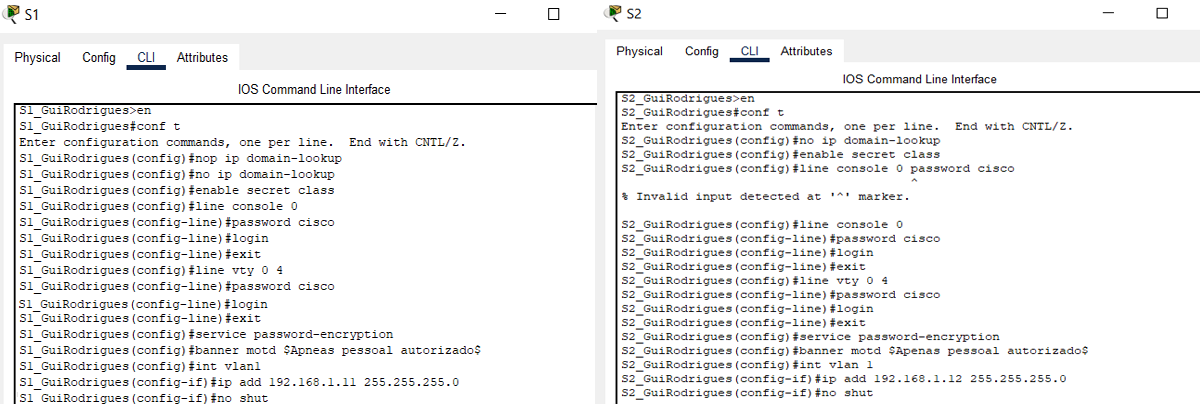 S1
Physical Config CLI Attributes
IOS Command Line Interface
S1_GuiRodrigues>en
S1_GuiRodrigues#conf t
Enter configuration commands, one per line.  End with CNTL/Z.
S1_GuiRodrigues(config)#nop ip domain-lookup
S1_GuiRodrigues(config)#no ip domain-lookup
S1_GuiRodrigues(config)#enable secret class
S1_GuiRodrigues(config)#line console 0
S1_GuiRodrigues(config-line)#password cisco
S1_GuiRodrigues(config-line)#login
S1_GuiRodrigues(config-line)#exit
S1_GuiRodrigues(config)#line vty 0 4
S1_GuiRodrigues(config-line)#password cisco
S1_GuiRodrigues(config-line)#login
S1_GuiRodrigues(config-line)#exit
S1_GuiRodrigues(config)#service password-encryption
S1_GuiRodrigues(config)#banner motd $Apneas pessoal autorizado$
S1_GuiRodrigues(config)#int vlan1
S1_GuiRodrigues(config-if)#ip add 192.168.1.11 255.255.255.0
S1_GuiRodrigues(config-if)#no shut
S2
Physical Config CLI Attributes
IOS Command Line Interface
S2_GuiRodrigues>en
S2_GuiRodrigues#conf t
Enter configuration commands, one per line.  End with CNTL/Z.
S2_GuiRodrigues(config)#no ip domain-lookup
S2_GuiRodrigues(config)#enable secret class
S2_GuiRodrigues(config)#line console 0 password cisco
^
% Invalid input detected at '^' marker.
S2_GuiRodrigues(config)#line console 0
S2_GuiRodrigues(config-line)#password cisco
S2_GuiRodrigues(config-line)#login
S2_GuiRodrigues(config-line)#exit
S2_GuiRodrigues(config)#line vty 0 4
S2_GuiRodrigues(config-line)#password cisco
S2_GuiRodrigues(config-line)#login
S2_GuiRodrigues(config-line)#exit
S2_GuiRodrigues(config)#service password-encryption
S2_GuiRodrigues(config)#banner motd $Apenas pessoal autorizado$
S2_GuiRodrigues(config)#int vlan 1
S2_GuiRodrigues(config-if)#ip add 192.168.1.12 255.255.255.0
S2_GuiRodrigues(config-if)#no shut